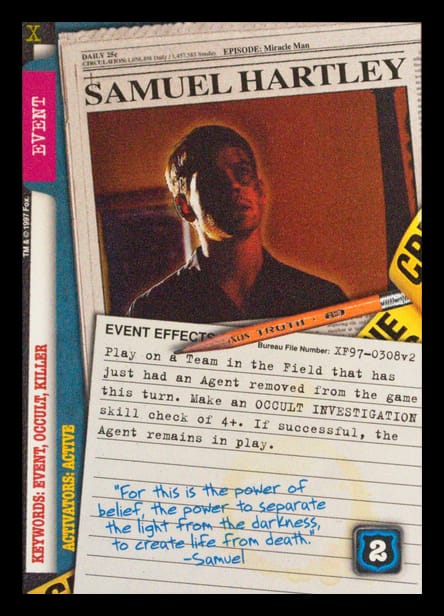 X
DAILY 25¢ EPISODE: Miracle Man
SAMUEL HARTLEY
EVENT
TM & © 1997 Fox.
KEYWORDS: EVENT, OCCULT, KILLER
ACTIVATORS: ACTIVE
TRUTH
EVENT EFFECTS
Bureau File Number: XF97-0308v2
Play on a Team in the Field that has
just had an Agent removed from the game
this turn. Make an OCCULT INVESTIGATION
skill check of 4+. If successful, the
Agent remains in play.
"For this is the power of
belief, the power to separate
the light from the darkness,
to create life from death."
-Samuel
2